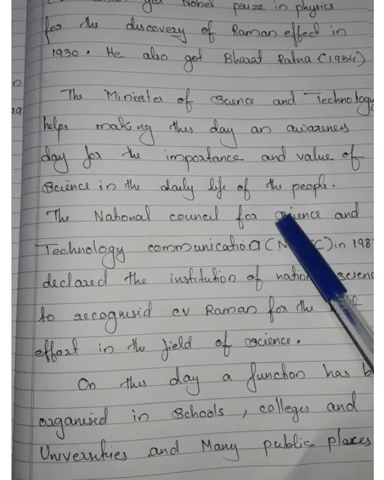 got Nobel prize in physics
for the discovery of Raman effect in
1930. He also get Bharat Ratna (1954)
The Minister of Science and Technology
helps making this day an awareness
day for the importance and value of
Science in the daily life of the people.
The National council for science and
Technology communication ( in 198
declared the institution of nation scienc
to recognised cv Raman for the
effort in the field of science.
On this day a function has b
organised in Schools, colleges and
Universities and Many public places